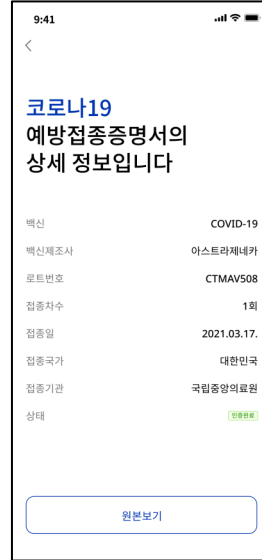 9:41
코로나19
예방접종증명서의
상세 정보입니다
백신 COVID-19
백신제조사 아스트라제네카
로트번호 CTMAV508
접종차수 1회
접종일 2021.03.17.
접종국가 대한민국
접종기관 국립중앙의료원
상태 인증완료
원본보기